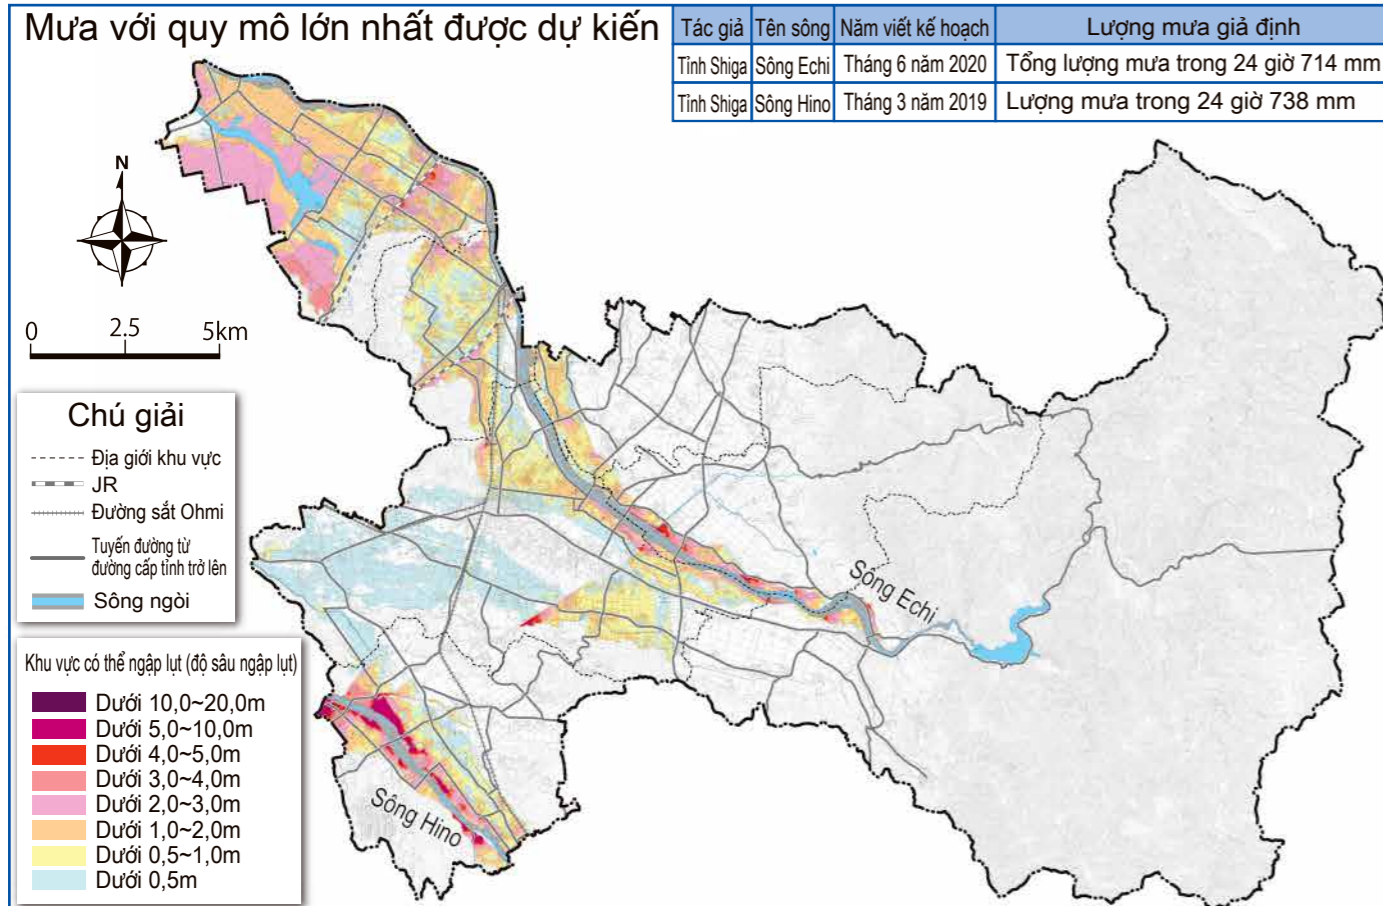 Mưa với quy mô lớn nhất được dự kiến
Tác giả Tên sông Năm viết kế hoạch Lượng mưa giả định
Tỉnh Shiga Sông Echi Tháng 6 năm 2020 Tổng lượng mưa trong 24 giờ 714 mm
Tỉnh Shiga Sông Hino Tháng 3 năm 2019 Lượng mưa trong 24 giờ 738 mm
N
0 2.5 5km
Chú giải
Địa giới khu vực
JR
Đường sắt Ohmi
Tuyến đường từ
đường cấp tỉnh trở lên
Sông ngòi
Sông Echi
Sông Hino
Khu vực có thể ngập lụt (độ sâu ngập lụt)
Dưới 10,0~20,0m
Dưới 5,0~10,0m
Dưới 4,0~5,0m
Dưới 3,0~4,0m
Dưới 2,0~3,0m
Dưới 1,0~2,0m
Dưới 0,5~1,0m
Dưới 0,5m